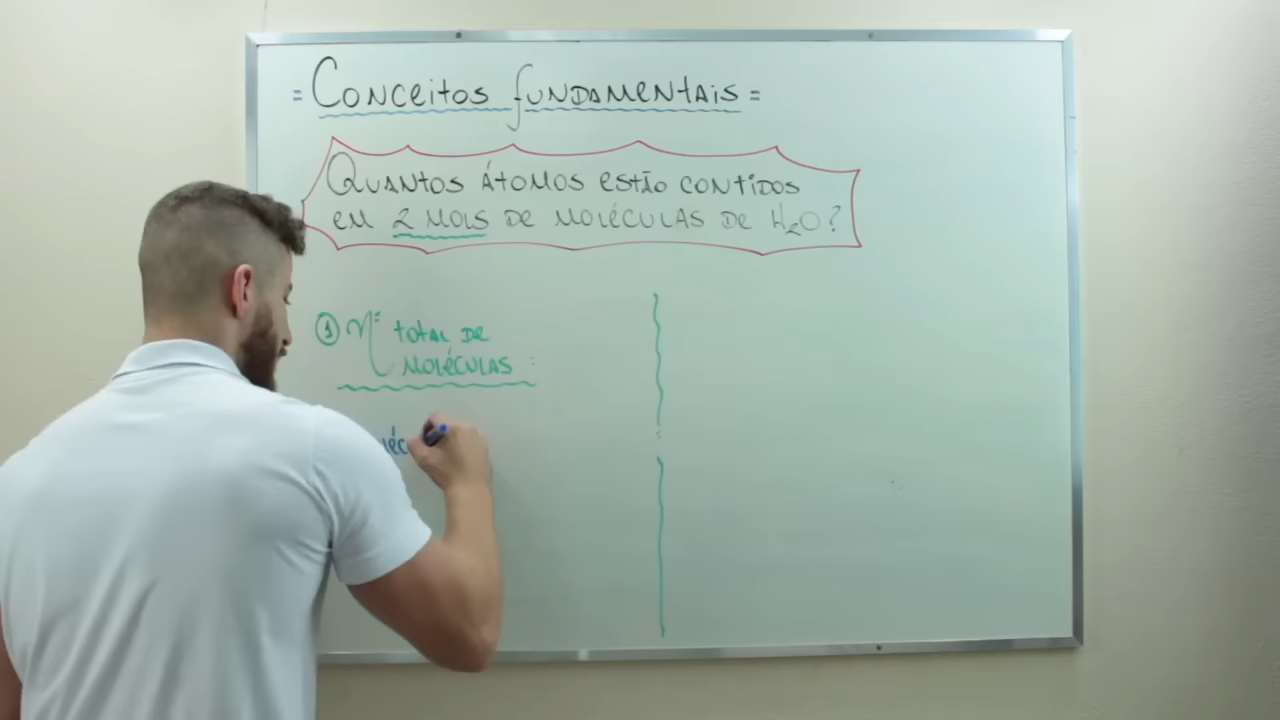 = Conceitos fundamentais =
Quantos átomos estão contidos
em 2 mols de moléculas de H₂O?
① nº total de
moléculas :